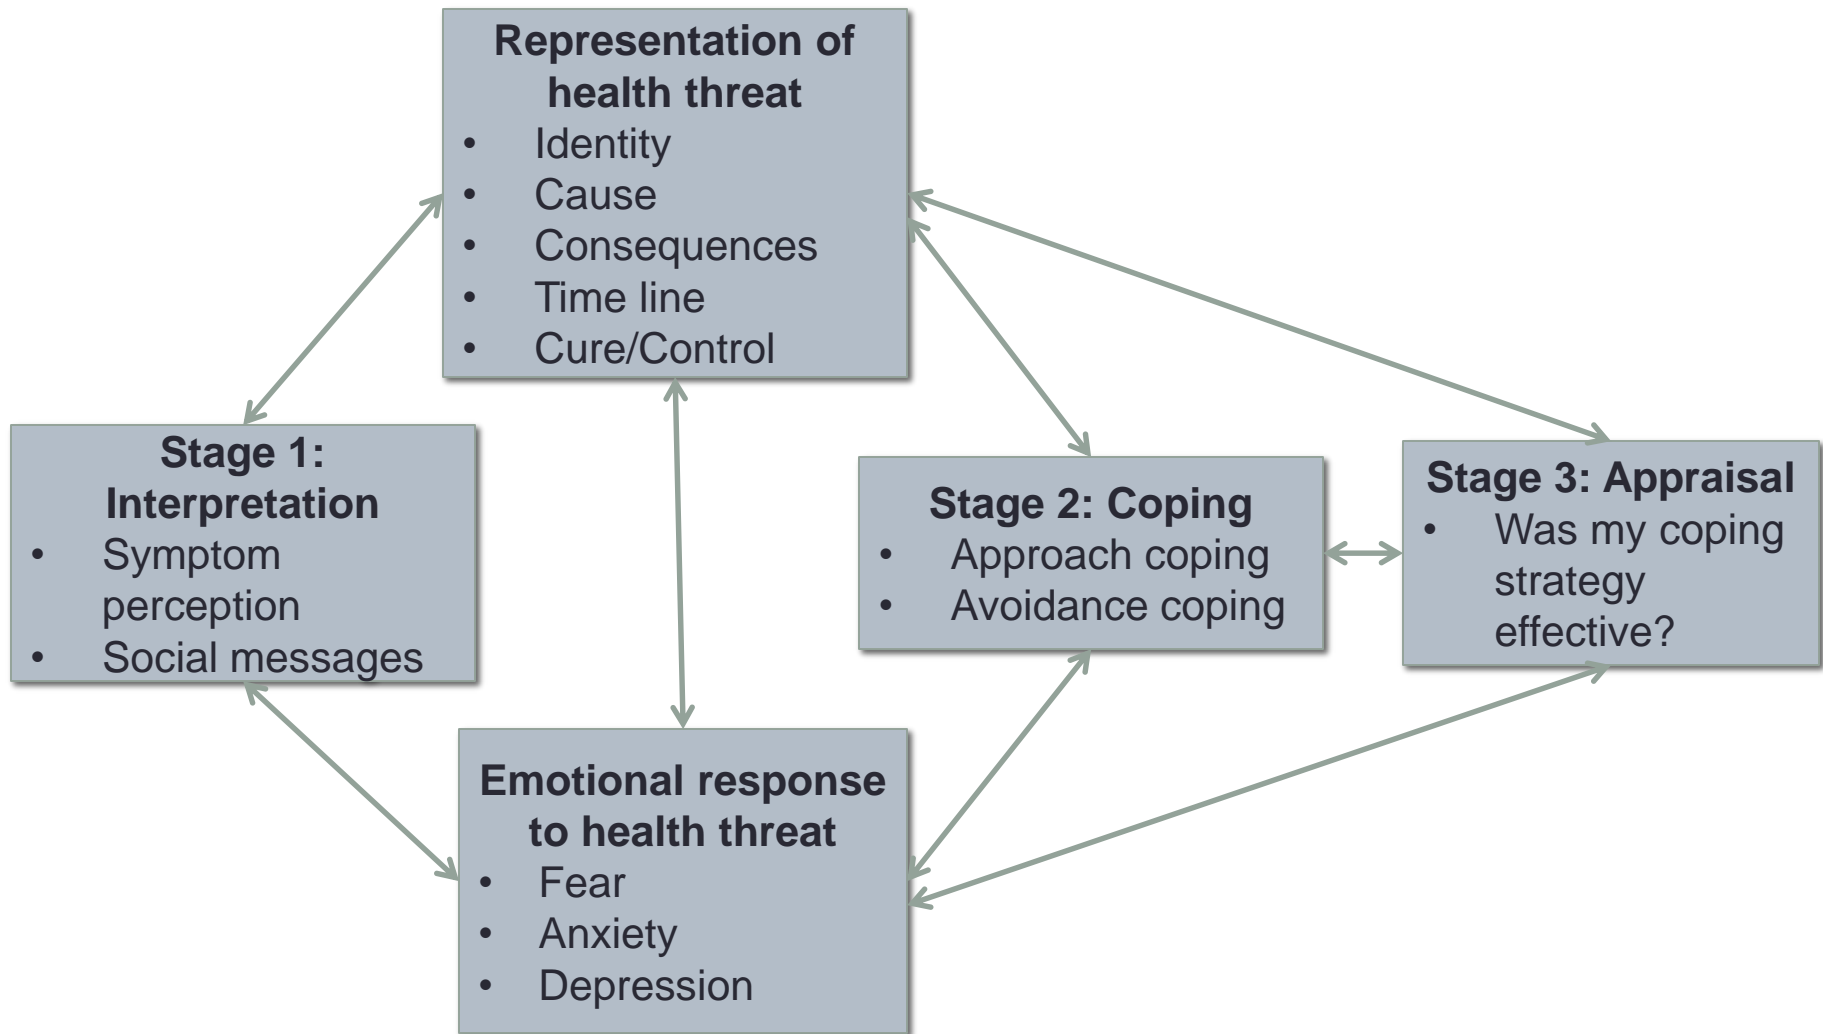 Representation of
health threat
• Identity
• Cause
• Consequences
• Time line
• Cure/Control
Stage 1:
Interpretation
• Symptom
perception
• Social messages
Stage 2: Coping
• Approach coping
• Avoidance coping
Stage 3: Appraisal
• Was my coping
strategy
effective?
Emotional response
to health threat
• Fear
• Anxiety
• Depression